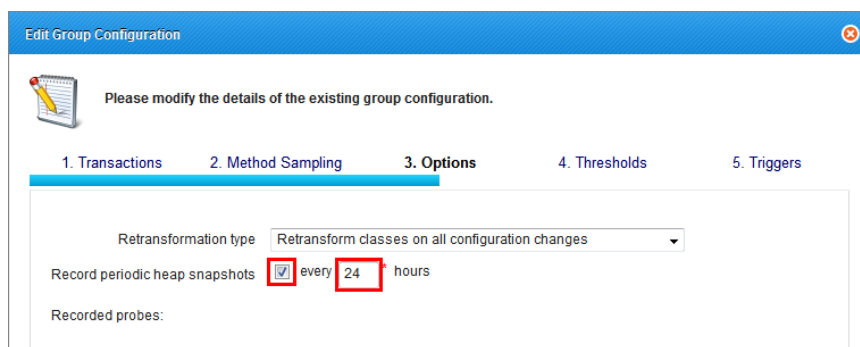 Edit Group Configuration
Please modify the details of the existing group configuration.
1. Transactions 2. Method Sampling 3. Options 4. Thresholds 5. Triggers
Retransformation type Retransform classes on all configuration changes
Record periodic heap snapshots every 24 * hours
Recorded probes: